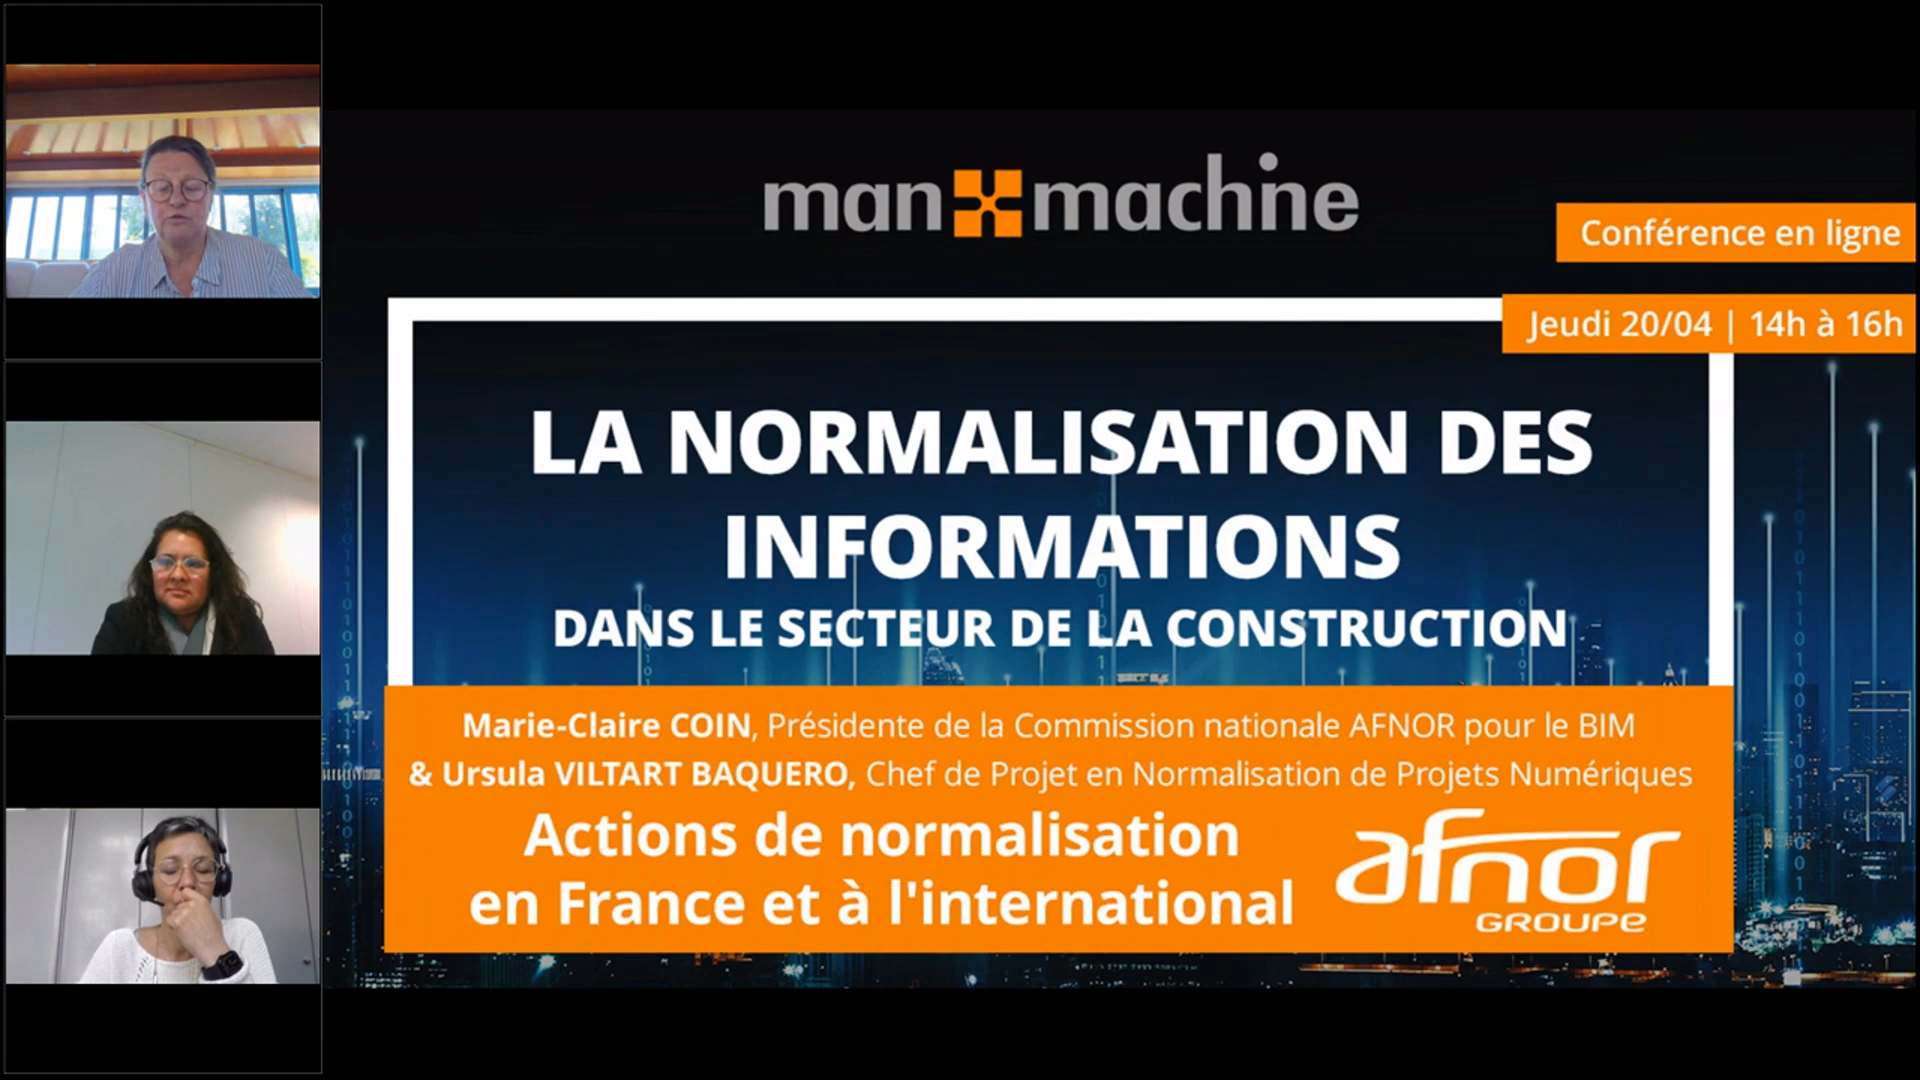 man machine
Conférence en ligne
Jeudi 20/04 | 14h à 16h
LA NORMALISATION DES
INFORMATIONS
DANS LE SECTEUR DE LA CONSTRUCTION
Marie-Claire COIN, Présidente de la Commission nationale AFNOR pour le BIM
& Ursula VILTART BAQUERO, Chef de Projet en Normalisation de Projets Numériques
Actions de normalisation
en France et à l'international
afnor
GROUPE